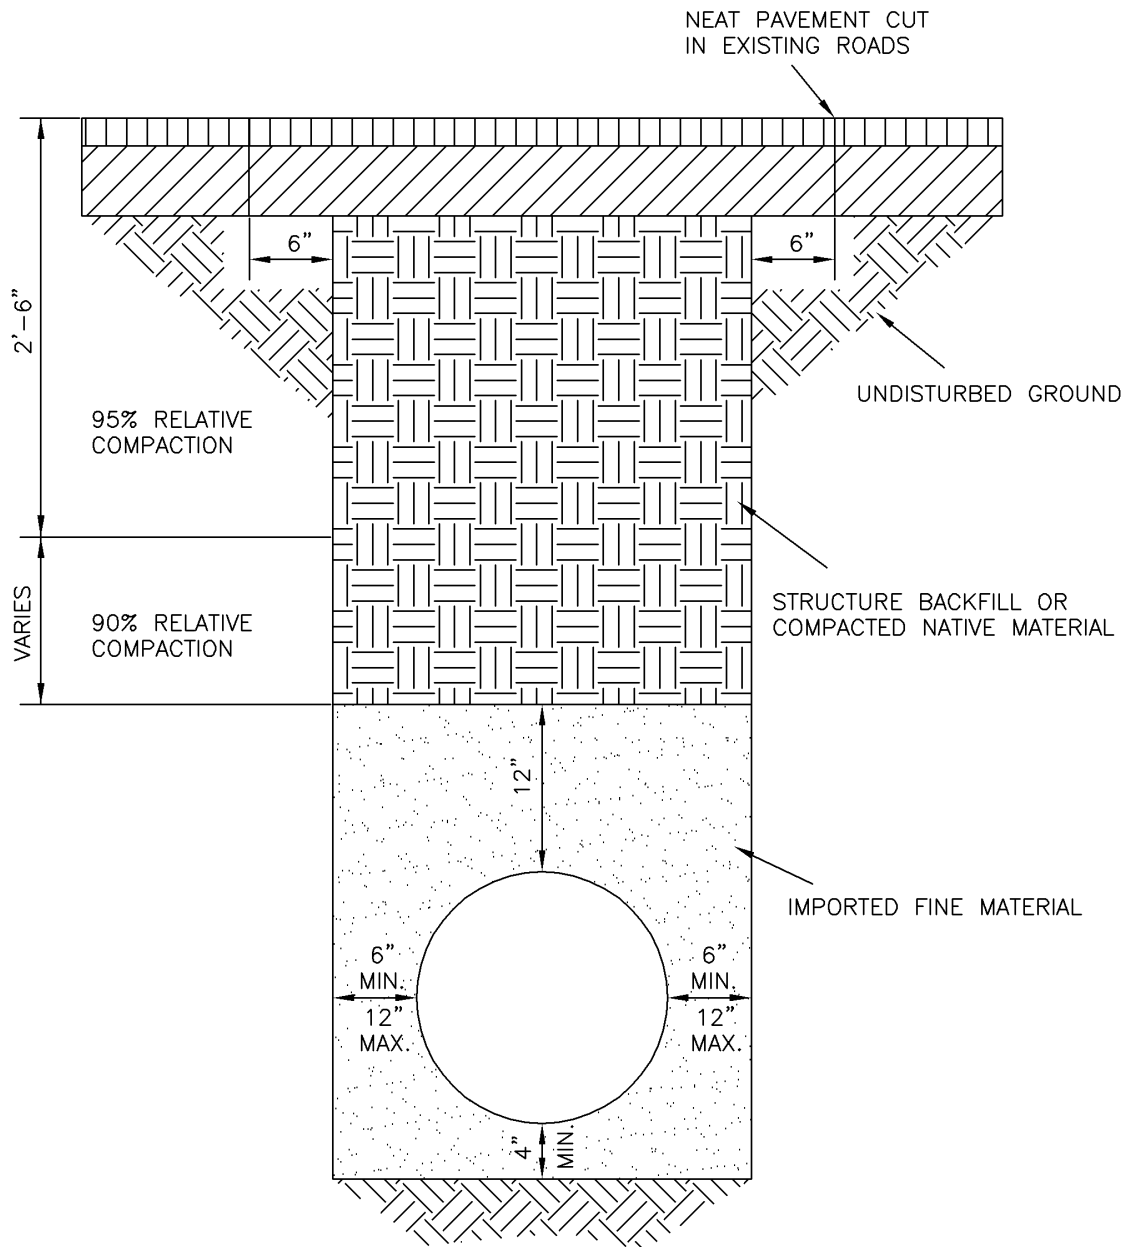 NEAT PAVEMENT CUT
IN EXISTING ROADS
6"
6"
2'-6"
UNDISTURBED GROUND
95% RELATIVE
COMPACTION
STRUCTURE BACKFILL OR
COMPACTED NATIVE MATERIAL
VARIES
90% RELATIVE
COMPACTION
12"
IMPORTED FINE MATERIAL
6"
MIN.
12"
MAX.
6"
MIN.
12"
MAX.
4"
MIN.